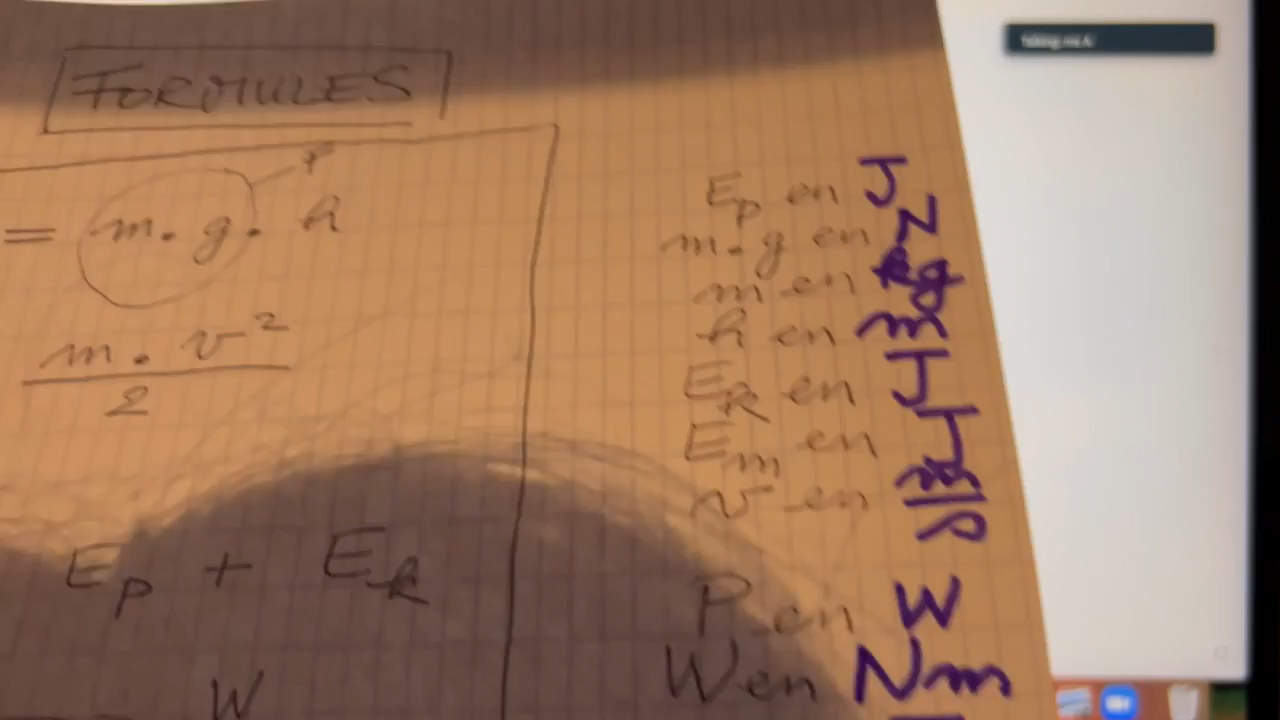 FORMULES
P
= m.g. h
m. v²
2
Ep + Ek
W
Ep en J
m.g en N
m en kg
h en m
Ek en J
Em en J
v en m/s
P en W
W en Nm